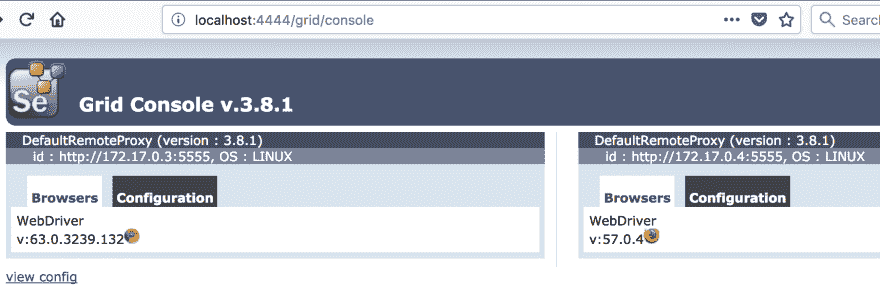 localhost:4444/grid/console
Search
Se
Grid Console v.3.8.1
DefaultRemoteProxy (version : 3.8.1)
id : http://172.17.0.3:5555, OS : LINUX
Browsers
Configuration
WebDriver
v:63.0.3239.132
DefaultRemoteProxy (version : 3.8.1)
id : http://172.17.0.4:5555, OS : LINUX
Browsers
Configuration
WebDriver
v:57.0.4
view config